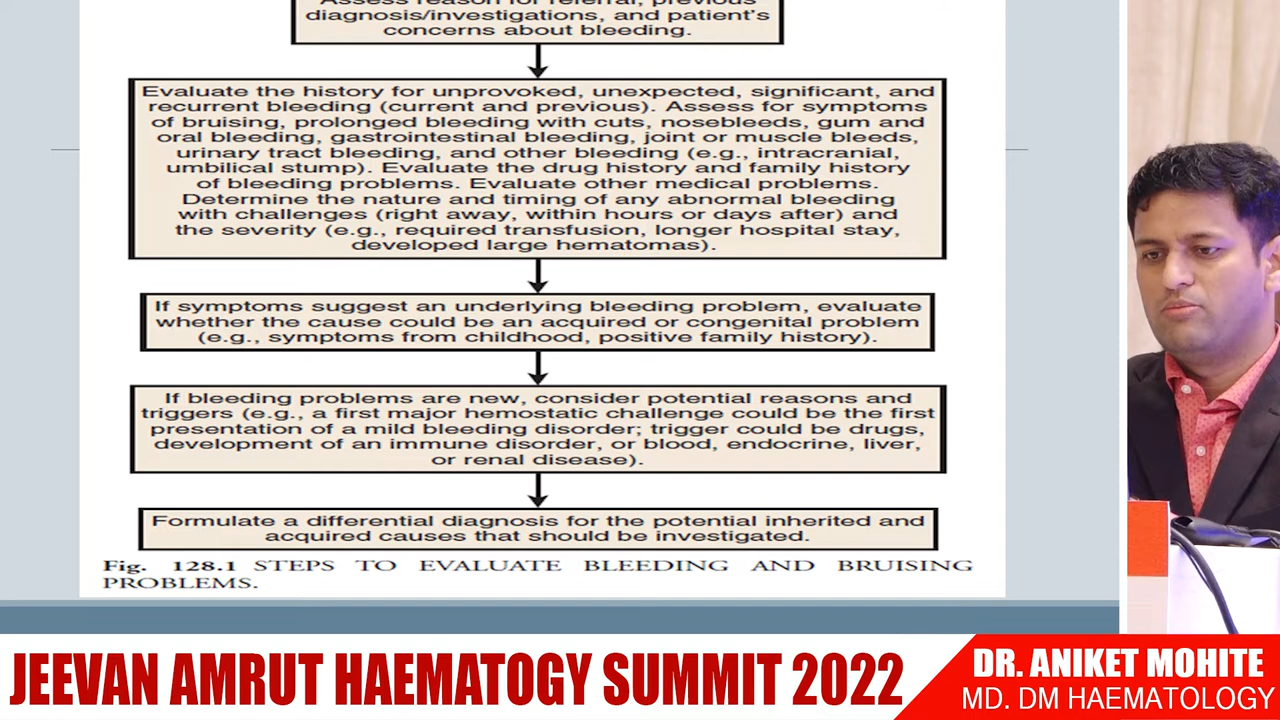 Assess reason for referral, previous
diagnosis/investigations, and patient's
concerns about bleeding.
Evaluate the history for unprovoked, unexpected, significant, and
recurrent bleeding (current and previous). Assess for symptoms
of bruising, prolonged bleeding with cuts, nosebleeds, gum and
oral bleeding, gastrointestinal bleeding, joint or muscle bleeds,
urinary tract bleeding, and other bleeding (e.g., intracranial,
umbilical stump). Evaluate the drug history and family history
of bleeding problems. Evaluate other medical problems.
Determine the nature and timing of any abnormal bleeding
with challenges (right away, within hours or days after) and
the severity (e.g., required transfusion, longer hospital stay,
developed large hematomas).
If symptoms suggest an underlying bleeding problem, evaluate
whether the cause could be an acquired or congenital problem
(e.g., symptoms from childhood, positive family history).
If bleeding problems are new, consider potential reasons and
triggers (e.g., a first major hemostatic challenge could be the first
presentation of a mild bleeding disorder; trigger could be drugs,
development of an immune disorder, or blood, endocrine, liver,
or renal disease).
Formulate a differential diagnosis for the potential inherited and
acquired causes that should be investigated.
Fig. 128.1 STEPS TO EVALUATE BLEEDING AND BRUISING
PROBLEMS.
JEEVAN AMRUT HAEMATOGY SUMMIT 2022
DR. ANIKET MOHITE
MD. DM HAEMATOLOGY